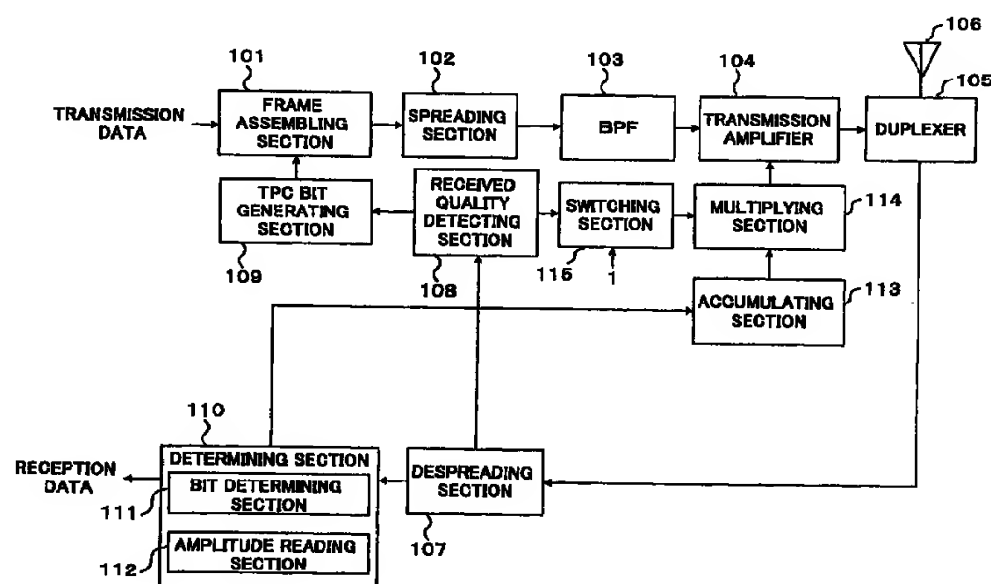 106
101
102
103
104
105
TRANSMISSION
DATA
FRAME
ASSEMBLING
SECTION
SPREADING
SECTION
BPF
TRANSMISSION
AMPLIFIER
DUPLEXER
TPC BIT
GENERATING
SECTION
RECEIVED
QUALITY
DETECTING
SECTION
SWITCHING
SECTION
MULTIPLYING
SECTION
114
109
108
115
1
ACCUMULATING
SECTION
113
110
RECEPTION
DATA
DETERMINING SECTION
BIT DETERMINING
SECTION
111
AMPLITUDE READING
SECTION
112
DESPREADING
SECTION
107